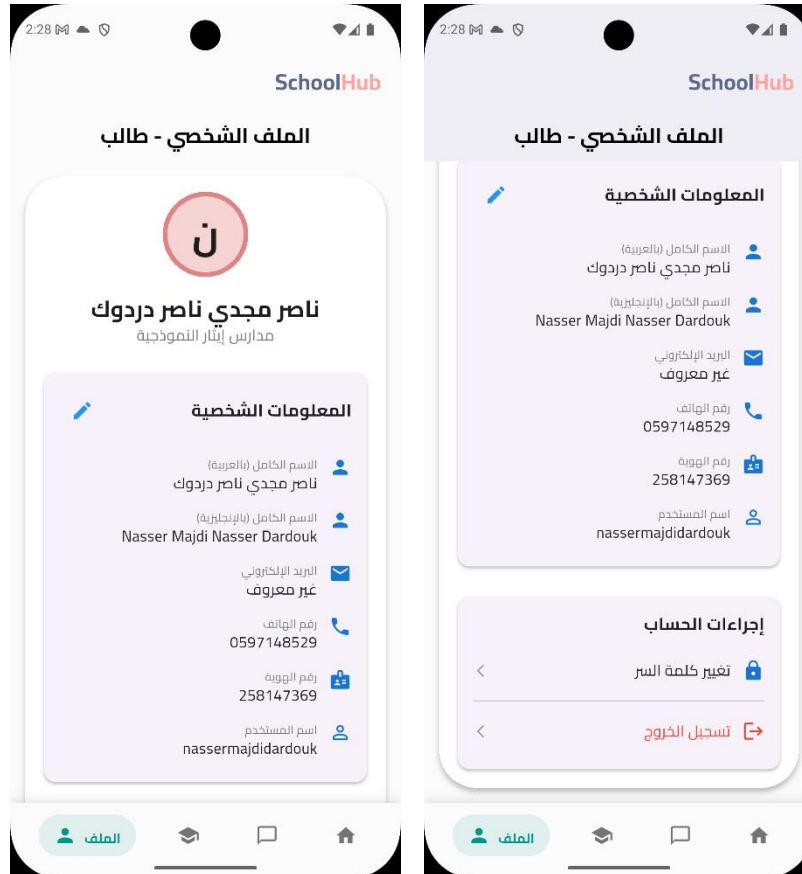 2:28
SchoolHub
الملف الشخصي - طالب
ن
ناصر مجدي ناصر دردوك
مدارس إيثار النموذجية
المعلومات الشخصية
الاسم الكامل (بالعربية)
ناصر مجدي ناصر دردوك
الاسم الكامل (بالإنجليزية)
Nasser Majdi Nasser Dardouk
البريد الإلكتروني
غير معروف
رقم الهاتف
0597148529
رقم الهوية
258147369
اسم المستخدم
nassermajdidardouk
الملف
2:28
SchoolHub
الملف الشخصي - طالب
المعلومات الشخصية
الاسم الكامل (بالعربية)
ناصر مجدي ناصر دردوك
الاسم الكامل (بالإنجليزية)
Nasser Majdi Nasser Dardouk
البريد الإلكتروني
غير معروف
رقم الهاتف
0597148529
رقم الهوية
258147369
اسم المستخدم
nassermajdidardouk
إجراءات الحساب
تغيير كلمة السر
تسجيل الخروج
الملف